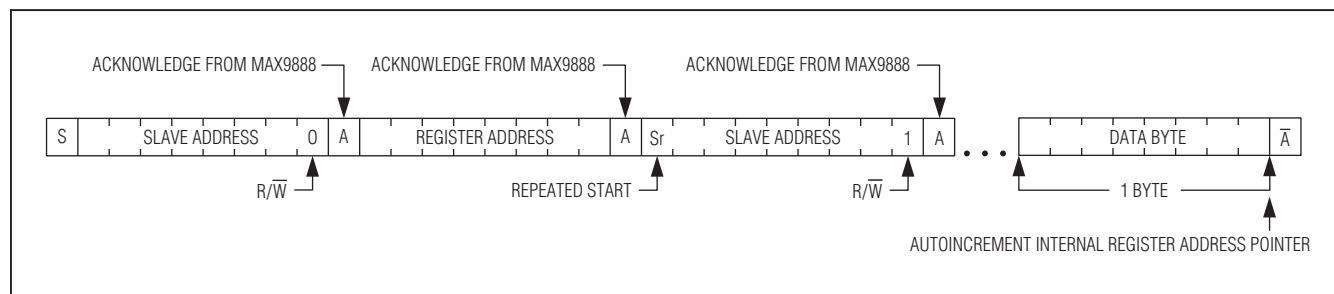 ACKNOWLEDGE FROM MAX9888 ACKNOWLEDGE FROM MAX9888 ACKNOWLEDGE FROM MAX9888
S SLAVE ADDRESS 0 A REGISTER ADDRESS A Sr SLAVE ADDRESS 1 A ••• DATA BYTE A̅
R/W̅ REPEATED START R/W̅ 1 BYTE
AUTOINCREMENT INTERNAL REGISTER ADDRESS POINTER